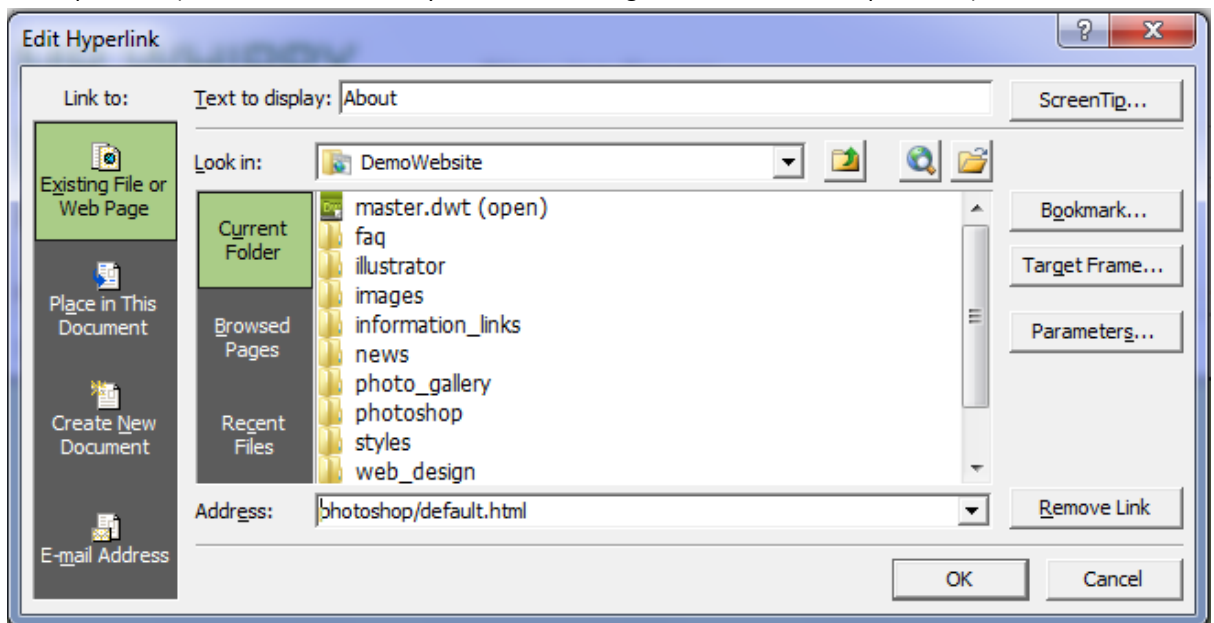 Edit Hyperlink
Link to:
Text to display: About
ScreenTip...
Existing File or
Web Page
Look in: DemoWebsite
Current
Folder
master.dwt (open)
faq
illustrator
images
information_links
news
photo_gallery
photoshop
styles
web_design
Bookmark...
Target Frame...
Parameters...
Place in This
Document
Browsed
Pages
Create New
Document
Recent
Files
Address: photoshop/default.html
Remove Link
E-mail Address
OK
Cancel